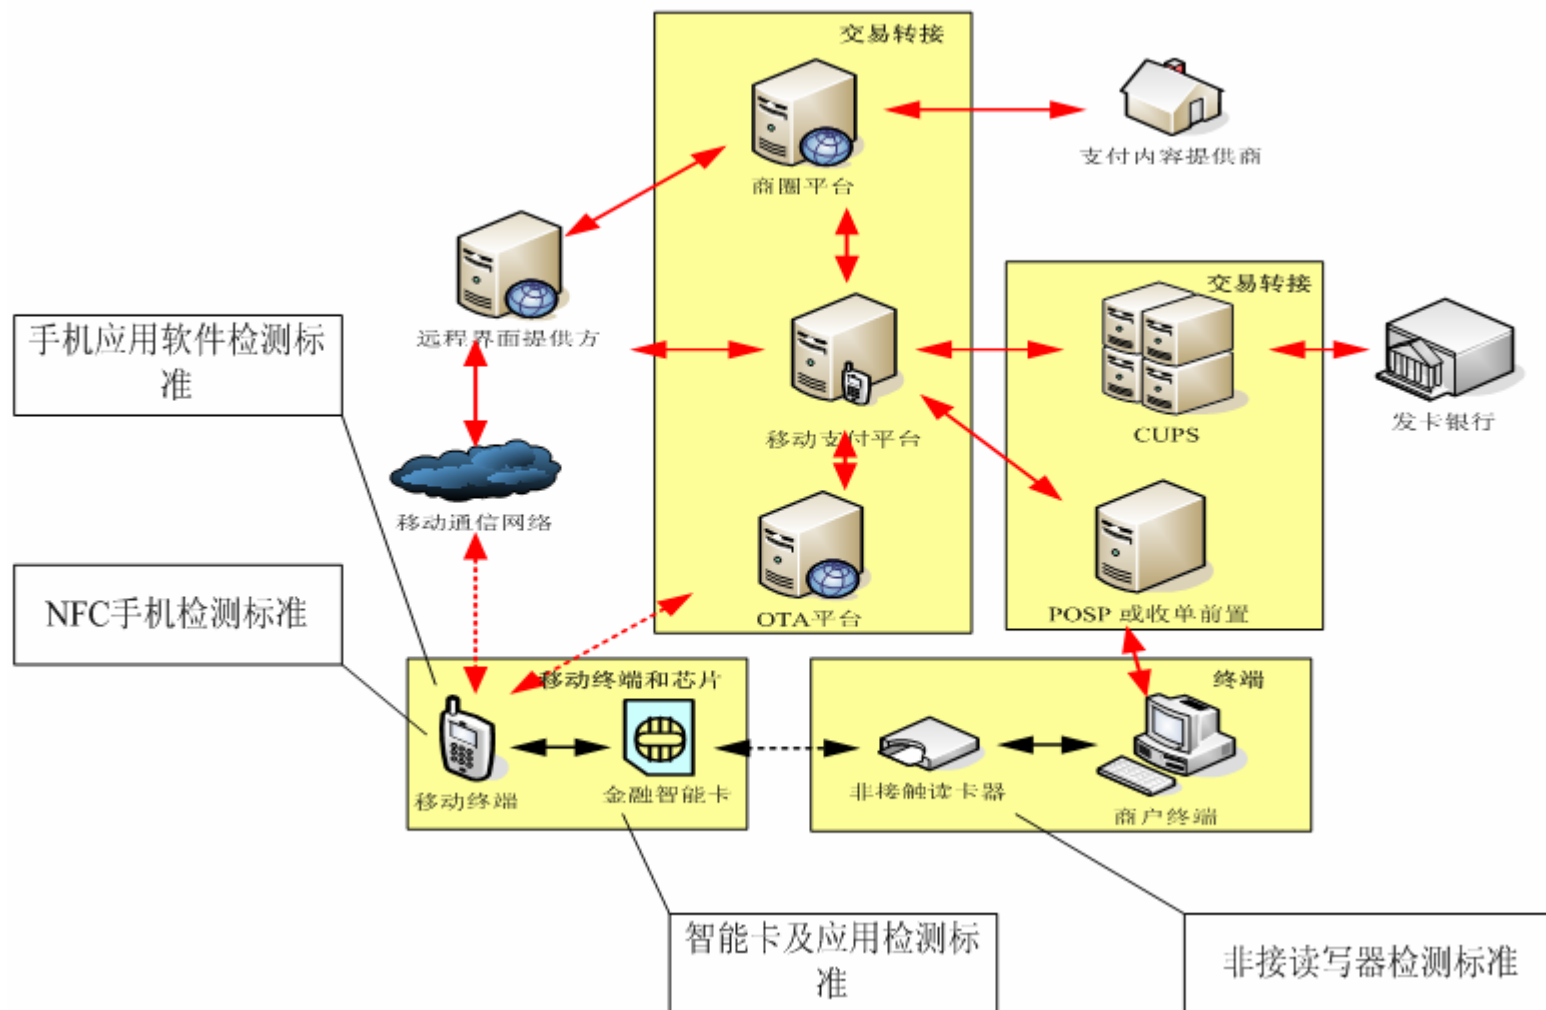 交易转接
支付内容提供商
商圈平台
交易转接
远程界面提供方
手机应用软件检测标
准
移动支付平台
CUPS
发卡银行
移动通信网络
NFC手机检测标准
OTA平台
POSP 或收单前置
移动终端和芯片
终端
移动终端
金融智能卡
非接触读卡器
商户终端
智能卡及应用检测标
准
非接读写器检测标准